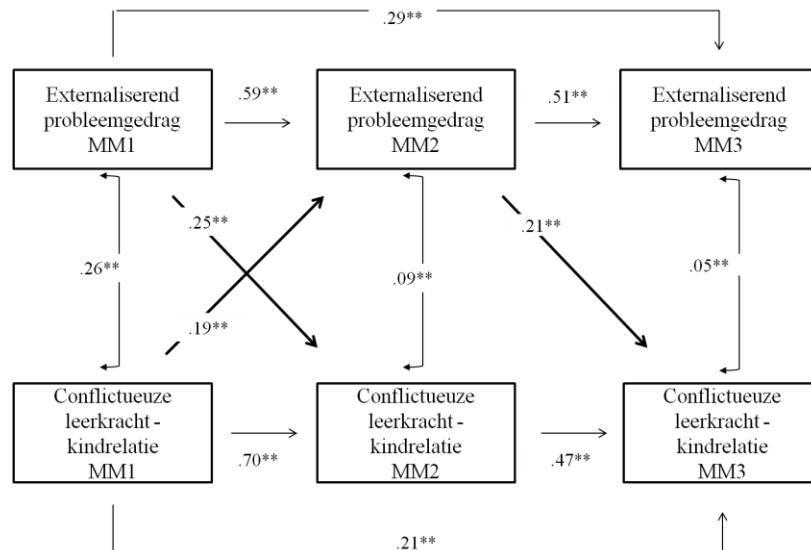 .29**
Externaliserend
probleemgedrag
MM1
.59**
Externaliserend
probleemgedrag
MM2
.51**
Externaliserend
probleemgedrag
MM3
.25**
.21**
.26**
.09**
.05**
.19**
Conflictueuze
leerkracht -
kindrelatie
MM1
.70**
Conflictueuze
leerkracht -
kindrelatie
MM2
.47**
Conflictueuze
leerkracht -
kindrelatie
MM3
.21**